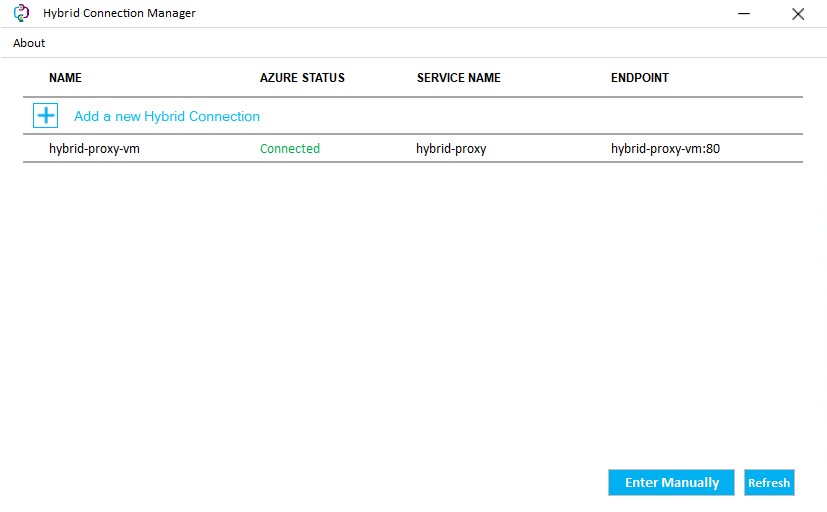 Hybrid Connection Manager
About
NAME AZURE STATUS SERVICE NAME ENDPOINT
Add a new Hybrid Connection
hybrid-proxy-vm Connected hybrid-proxy hybrid-proxy-vm:80
Enter Manually Refresh